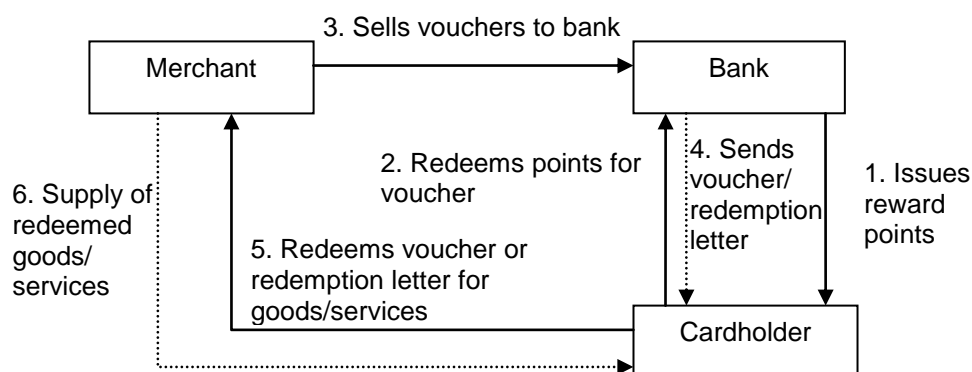 3. Sells vouchers to bank
Merchant
Bank
2. Redeems points for
voucher
4. Sends
voucher/
redemption
letter
1. Issues
reward
points
6. Supply of
redeemed
goods/
services
5. Redeems voucher or
redemption letter for
goods/services
Cardholder